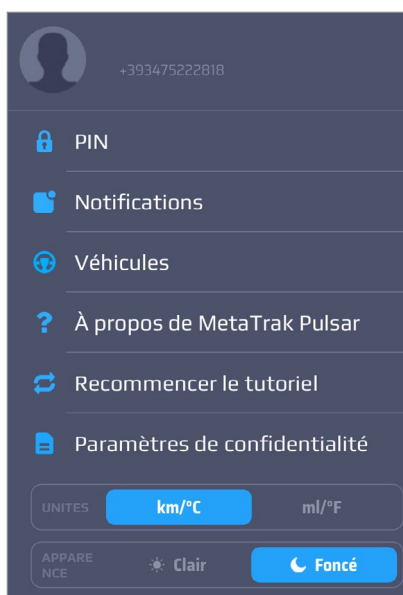 +393475222818
PIN
Notifications
Véhicules
À propos de MetaTrak Pulsar
Recommencer le tutoriel
Paramètres de confidentialité
UNITES km/°C ml/°F
APPARE
NCE Clair Foncé